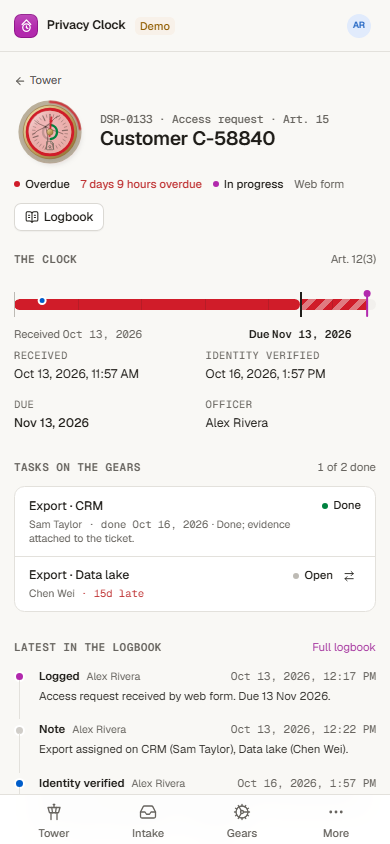 Privacy Clock Demo AR
← Tower
DSR-0133 · Access request · Art. 15
Customer C-58840
Overdue 7 days 9 hours overdue In progress Web form
Logbook
THE CLOCK Art. 12(3)
Received Oct 13, 2026 Due Nov 13, 2026
RECEIVED IDENTITY VERIFIED
Oct 13, 2026, 11:57 AM Oct 16, 2026, 1:57 PM
DUE OFFICER
Nov 13, 2026 Alex Rivera
TASKS ON THE GEARS 1 of 2 done
Export · CRM Done
Sam Taylor · done Oct 16, 2026 · Done; evidence
attached to the ticket.
Export · Data lake Open
Chen Wei · 15d late
LATEST IN THE LOGBOOK Full logbook
Logged Alex Rivera Oct 13, 2026, 12:17 PM
Access request received by web form. Due 13 Nov 2026.
Note Alex Rivera Oct 13, 2026, 12:22 PM
Export assigned on CRM (Sam Taylor), Data lake (Chen Wei).
Identity verified Alex Rivera Oct 16, 2026, 1:57 PM
Tower Intake Gears More